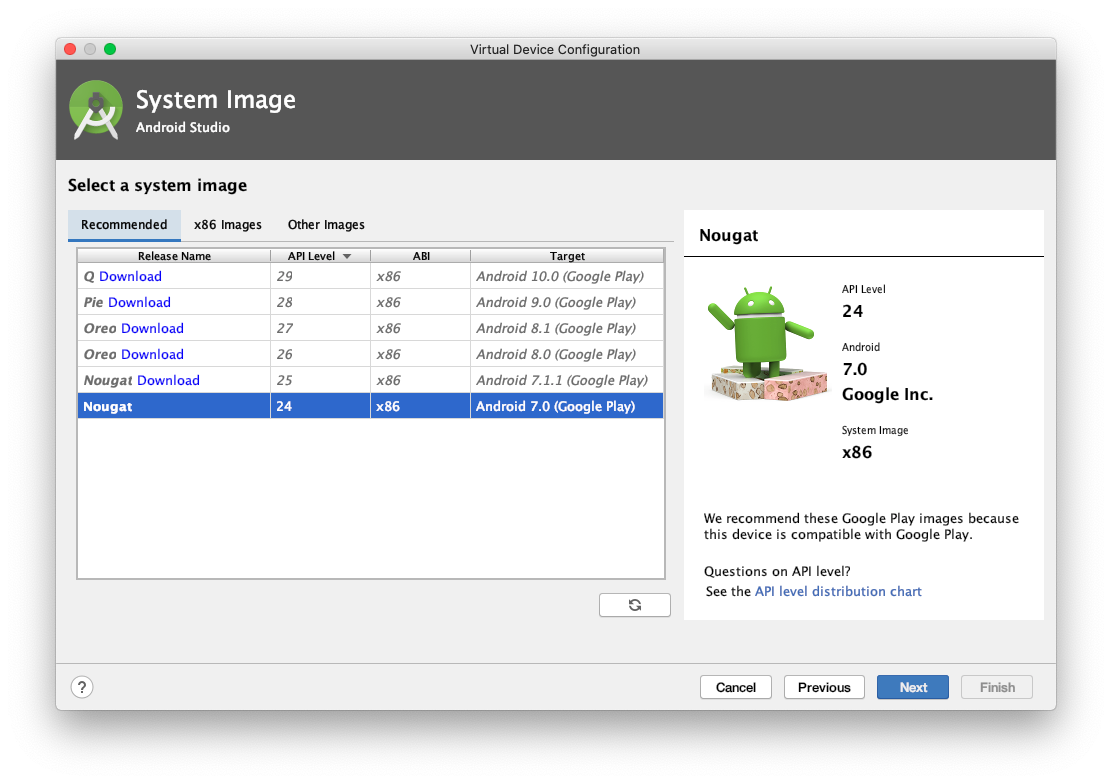 Virtual Device Configuration
System Image
Android Studio
Select a system image
Recommended x86 Images Other Images
Release Name API Level ABI Target
Q Download 29 x86 Android 10.0 (Google Play)
Pie Download 28 x86 Android 9.0 (Google Play)
Oreo Download 27 x86 Android 8.1 (Google Play)
Oreo Download 26 x86 Android 8.0 (Google Play)
Nougat Download 25 x86 Android 7.1.1 (Google Play)
Nougat 24 x86 Android 7.0 (Google Play)
Nougat
API Level
24
Android
7.0
Google Inc.
System Image
x86
We recommend these Google Play images because
this device is compatible with Google Play.
Questions on API level?
See the API level distribution chart
? Cancel Previous Next Finish